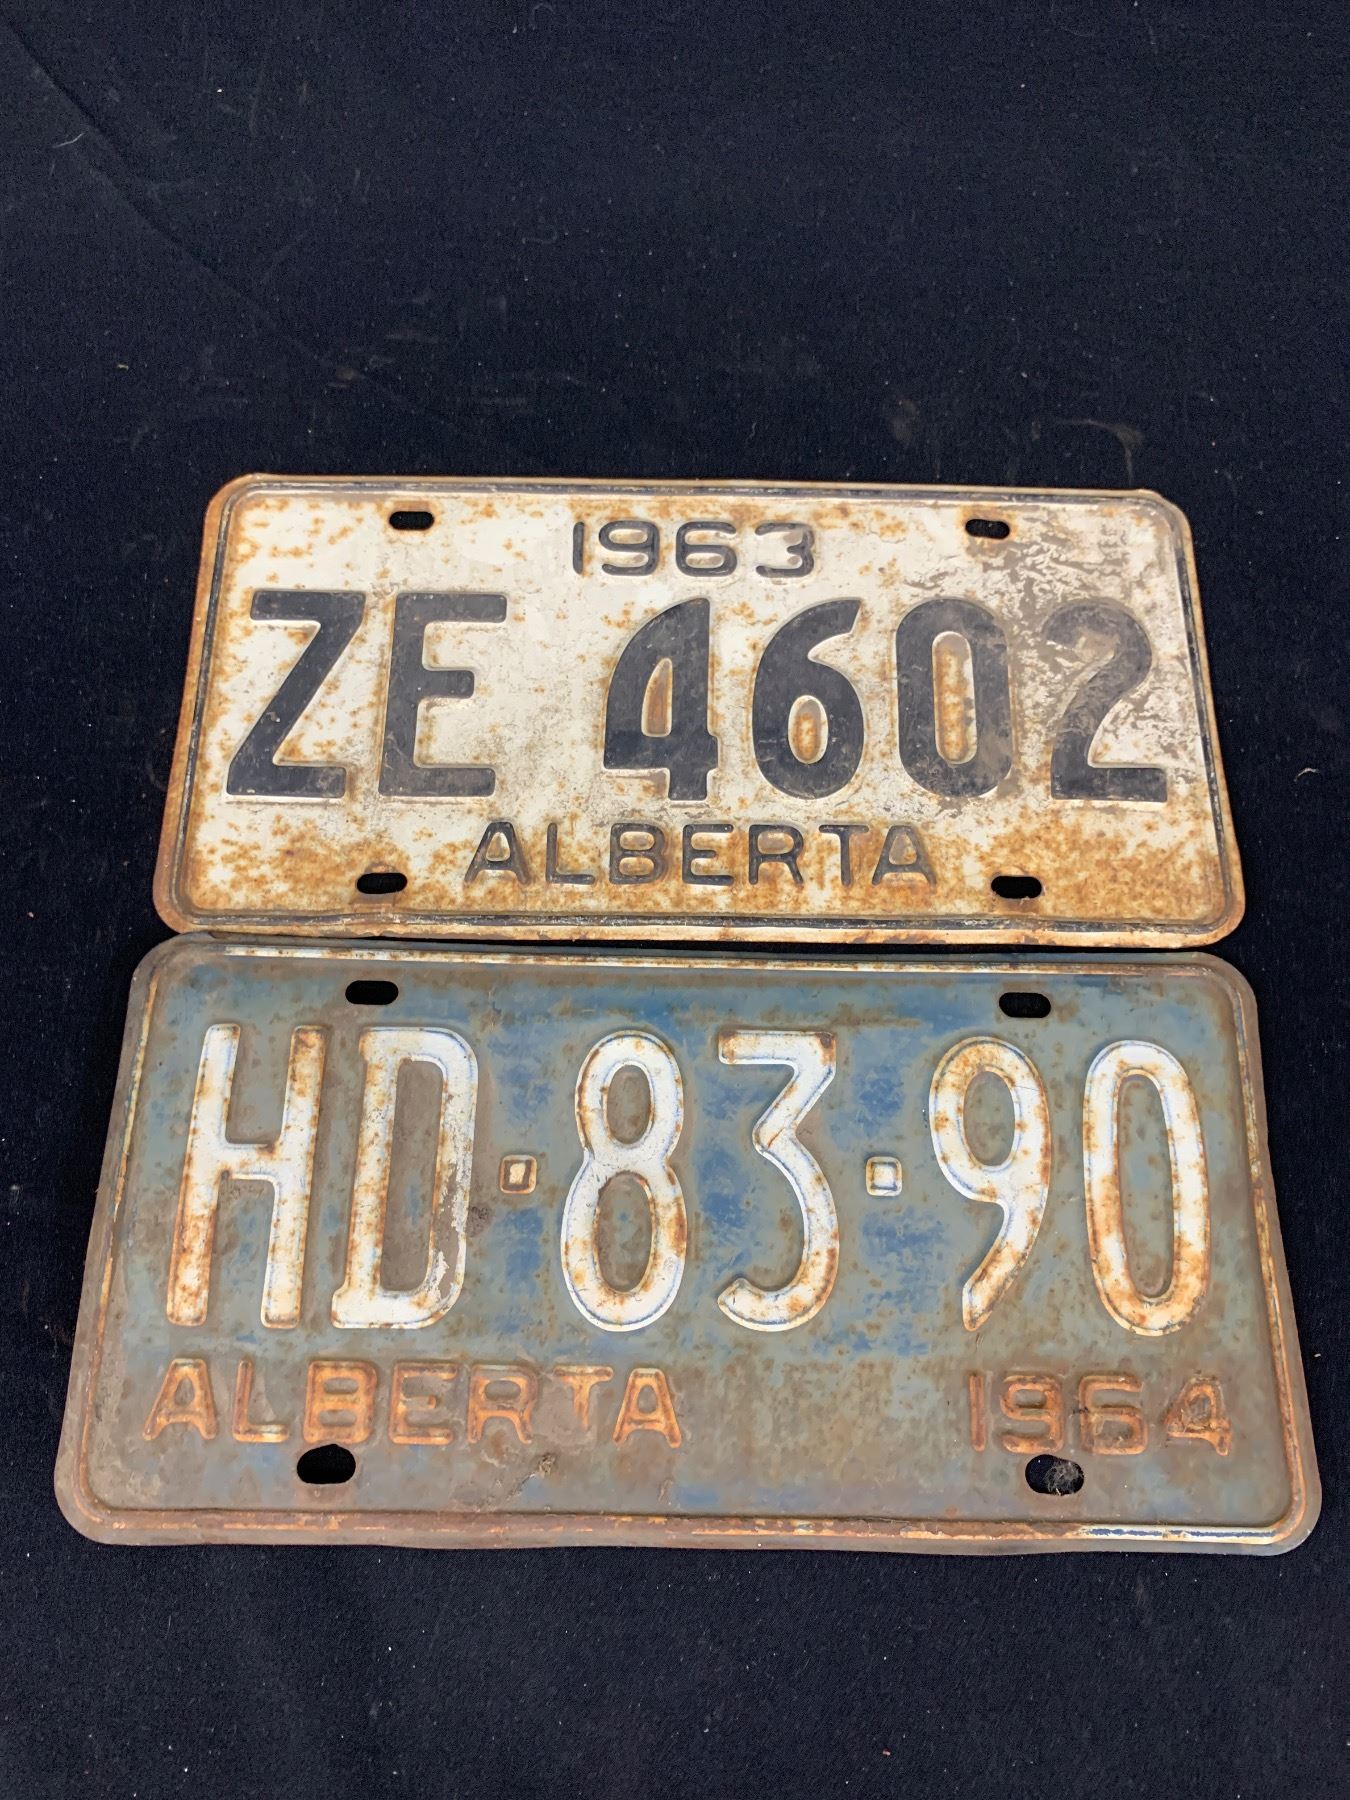 1963
ZE 4602
ALBERTA
HD·83·90
ALBERTA 1964